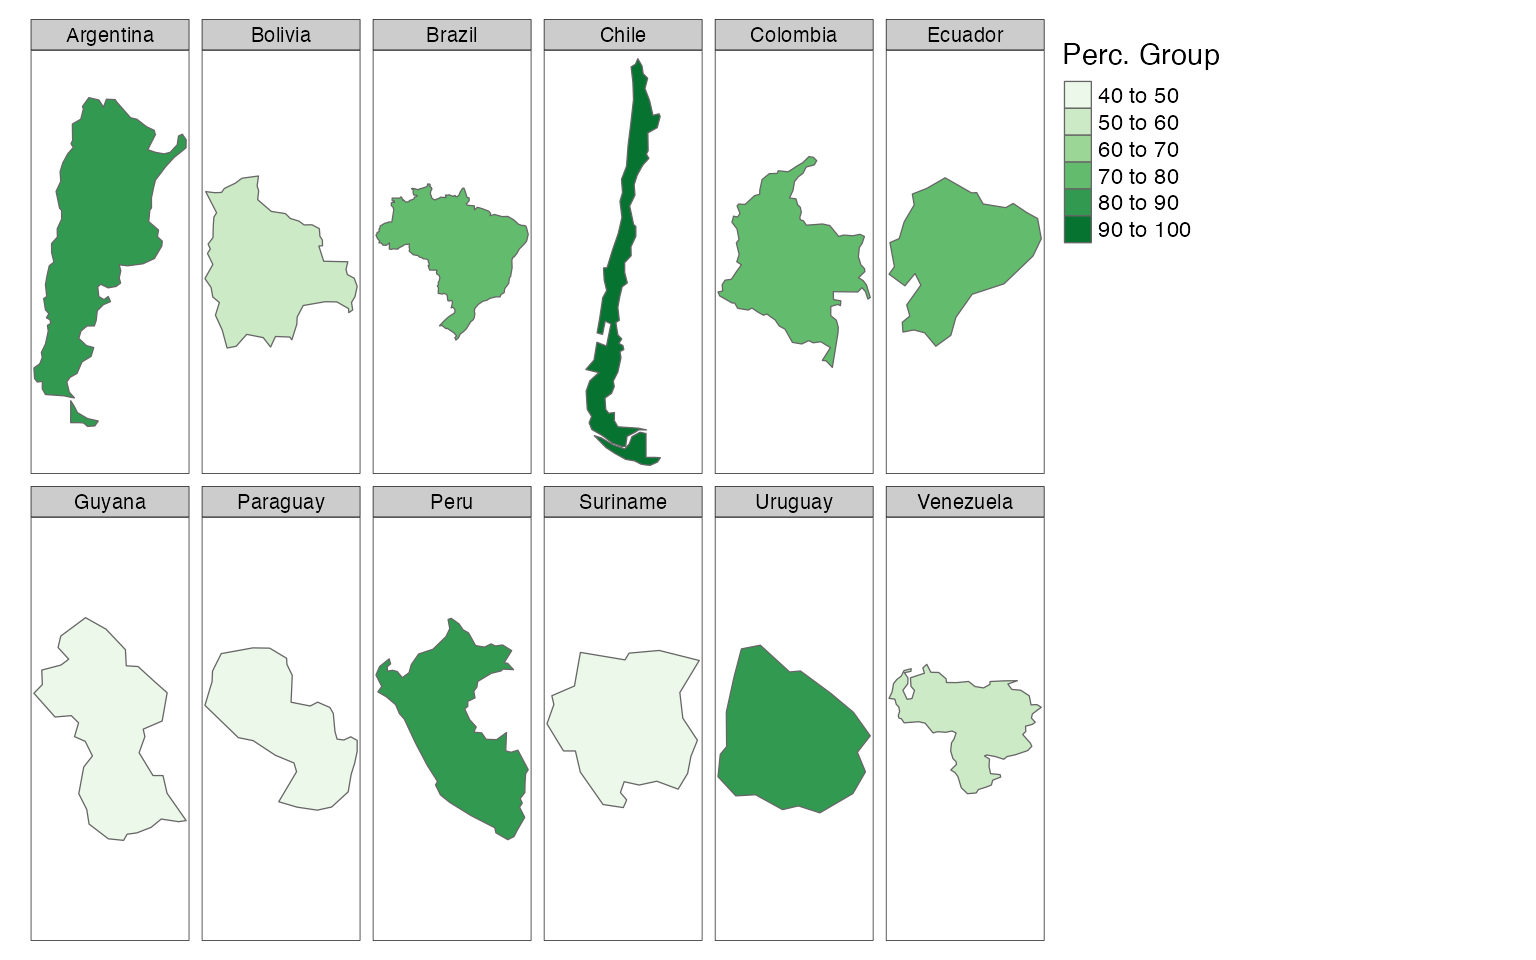 Argentina
Bolivia
Brazil
Chile
Colombia
Ecuador
Guyana
Paraguay
Peru
Suriname
Uruguay
Venezuela
Perc. Group
40 to 50
50 to 60
60 to 70
70 to 80
80 to 90
90 to 100